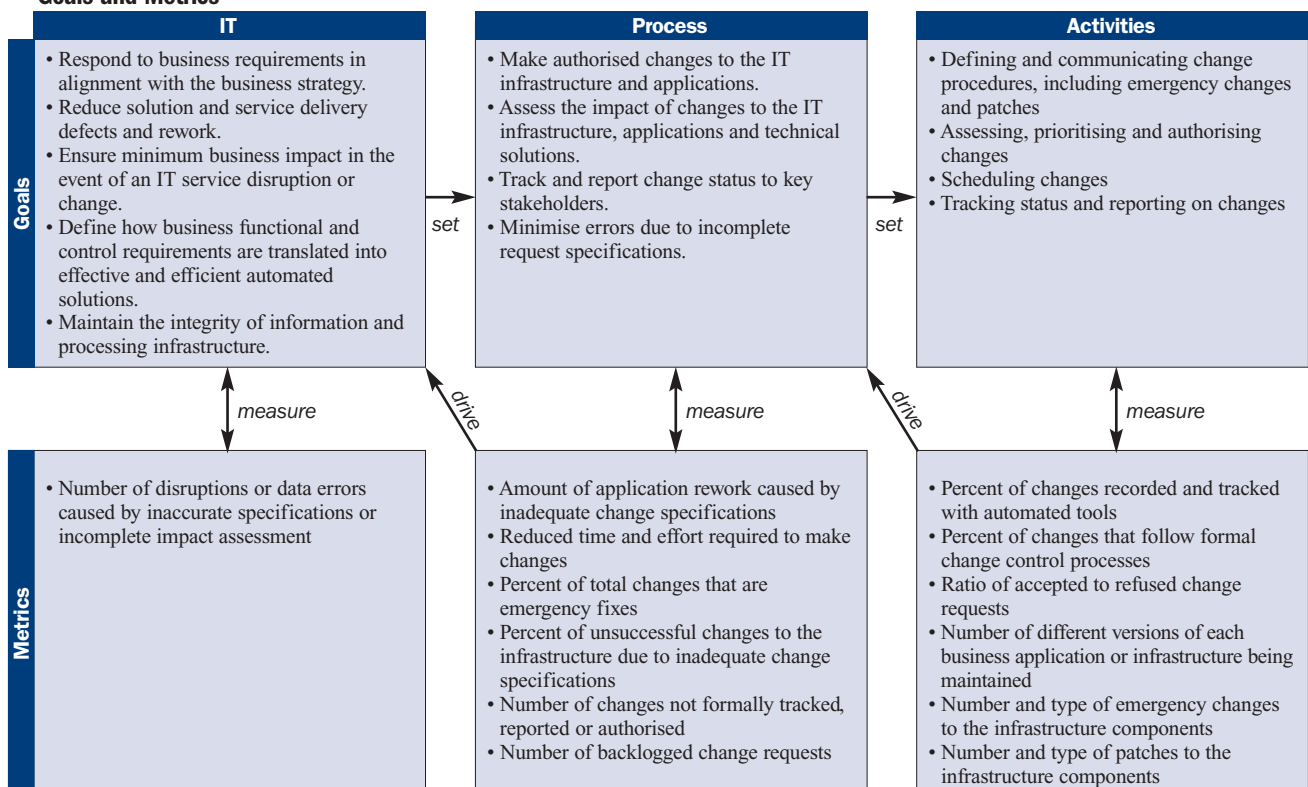 Goals and Metrics
IT
Process
Activities
Goals
• Respond to business requirements in
alignment with the business strategy.
• Reduce solution and service delivery
defects and rework.
• Ensure minimum business impact in the
event of an IT service disruption or
change.
• Define how business functional and
control requirements are translated into
effective and efficient automated
solutions.
• Maintain the integrity of information and
processing infrastructure.
set
• Make authorised changes to the IT
infrastructure and applications.
• Assess the impact of changes to the IT
infrastructure, applications and technical
solutions.
• Track and report change status to key
stakeholders.
• Minimise errors due to incomplete
request specifications.
set
• Defining and communicating change
procedures, including emergency changes
and patches
• Assessing, prioritising and authorising
changes
• Scheduling changes
• Tracking status and reporting on changes
measure
drive
measure
drive
measure
Metrics
• Number of disruptions or data errors
caused by inaccurate specifications or
incomplete impact assessment
• Amount of application rework caused by
inadequate change specifications
• Reduced time and effort required to make
changes
• Percent of total changes that are
emergency fixes
• Percent of unsuccessful changes to the
infrastructure due to inadequate change
specifications
• Number of changes not formally tracked,
reported or authorised
• Number of backlogged change requests
• Percent of changes recorded and tracked
with automated tools
• Percent of changes that follow formal
change control processes
• Ratio of accepted to refused change
requests
• Number of different versions of each
business application or infrastructure being
maintained
• Number and type of emergency changes
to the infrastructure components
• Number and type of patches to the
infrastructure components